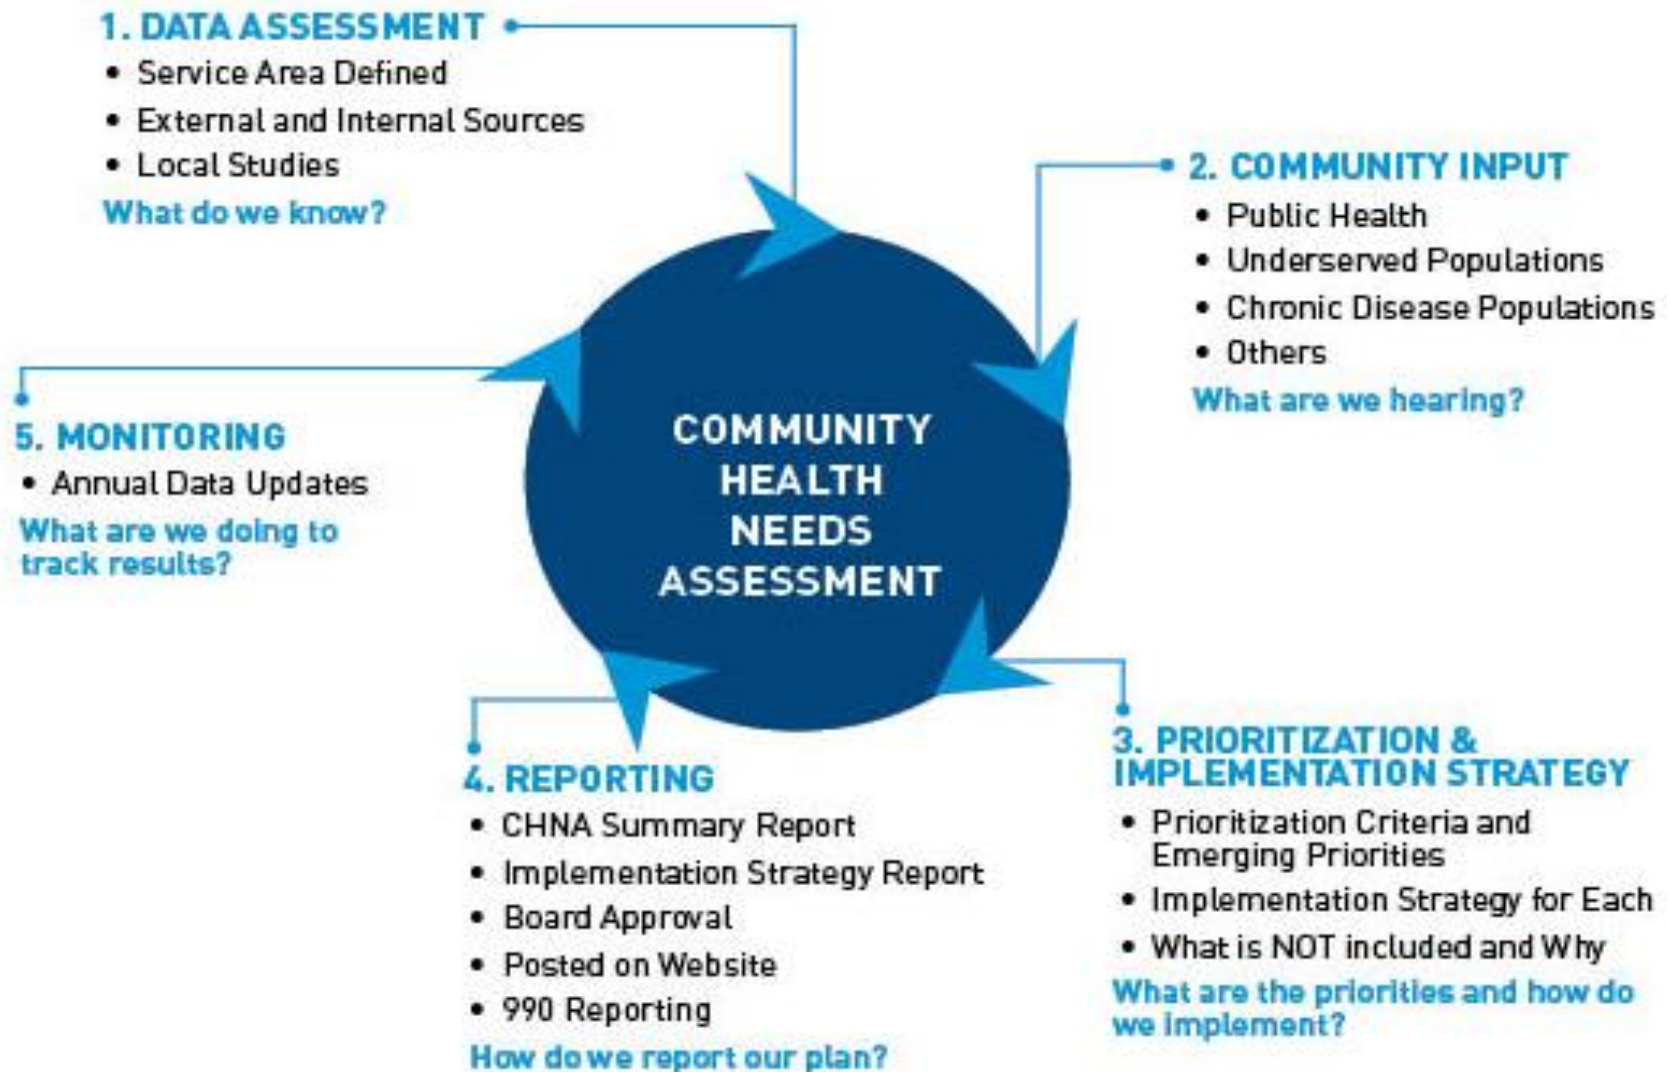 1. DATA ASSESSMENT
• Service Area Defined
• External and Internal Sources
• Local Studies
What do we know?
2. COMMUNITY INPUT
• Public Health
• Underserved Populations
• Chronic Disease Populations
• Others
What are we hearing?
COMMUNITY
HEALTH
NEEDS
ASSESSMENT
3. PRIORITIZATION &
IMPLEMENTATION STRATEGY
• Prioritization Criteria and
Emerging Priorities
• Implementation Strategy for Each
• What is NOT included and Why
What are the priorities and how do
we implement?
4. REPORTING
• CHNA Summary Report
• Implementation Strategy Report
• Board Approval
• Posted on Website
• 990 Reporting
How do we report our plan?
5. MONITORING
• Annual Data Updates
What are we doing to
track results?